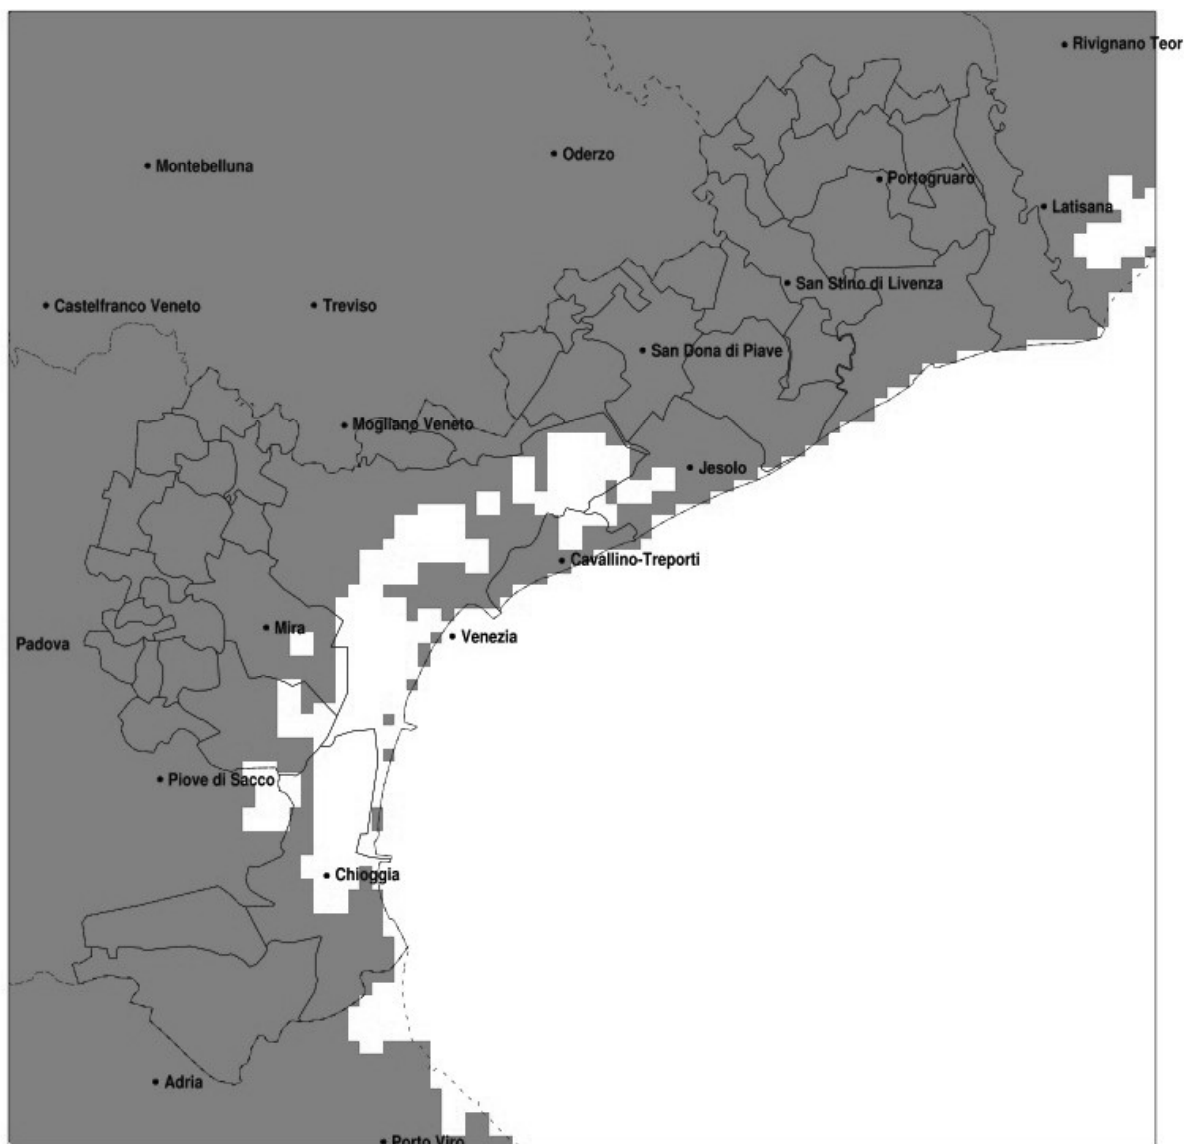 Rivignano Teor
Oderzo
Montebelluna
Portogruaro
Latisana
San Stino di Livenza
Castelfranco Veneto
Treviso
San Dona di Piave
Mogliano Veneto
Jesolo
Cavallino-Treporti
Mira
Venezia
Padova
Piove di Sacco
Chioggia
Adria
Porto Viro